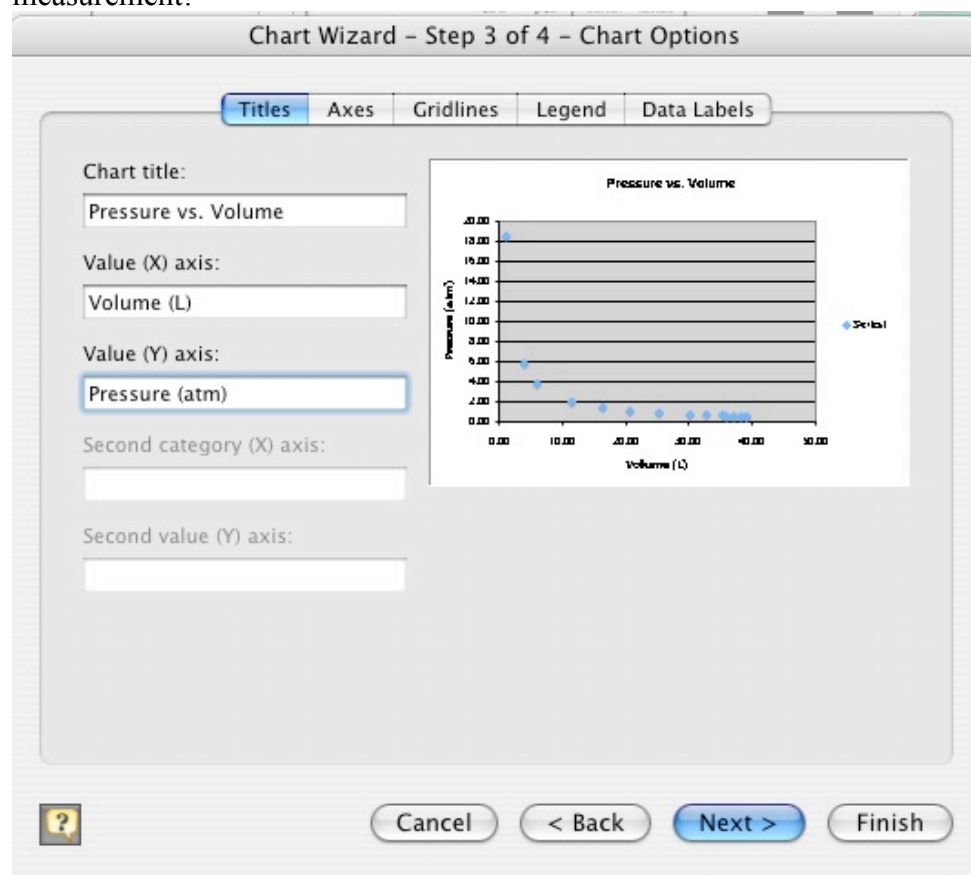 measurement?
Chart Wizard – Step 3 of 4 – Chart Options
Titles Axes Gridlines Legend Data Labels
Chart title:
Pressure vs. Volume
Value (X) axis:
Volume (L)
Value (Y) axis:
Pressure (atm)
Second category (X) axis:
Second value (Y) axis:
Pressure vs. Volume
Pressure (atm)
20.00
18.00
16.00
14.00
12.00
10.00
8.00
6.00
4.00
2.00
0.00
0.00 10.00 20.00 30.00 40.00 50.00
Volume (L)
?
Cancel < Back Next > Finish